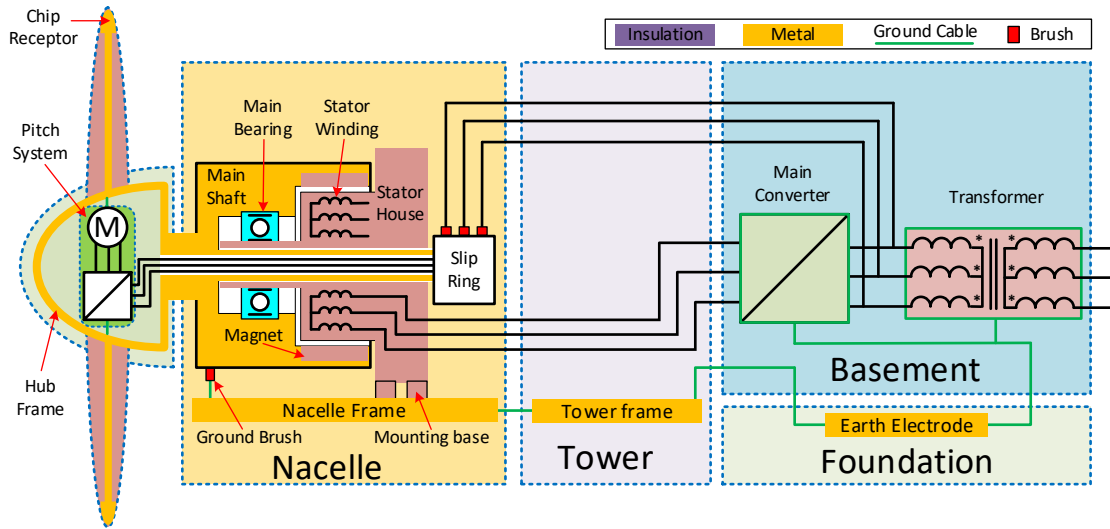 Chip
Receptor
Insulation
Metal
Ground Cable
Brush
Pitch
System
Main
Bearing
Stator
Winding
Main
Shaft
Stator
House
M
Slip
Ring
Main
Converter
Transformer
*
*
*
*
*
*
Magnet
Hub
Frame
Nacelle Frame
Ground Brush
Mounting base
Nacelle
Tower frame
Tower
Basement
Earth Electrode
Foundation